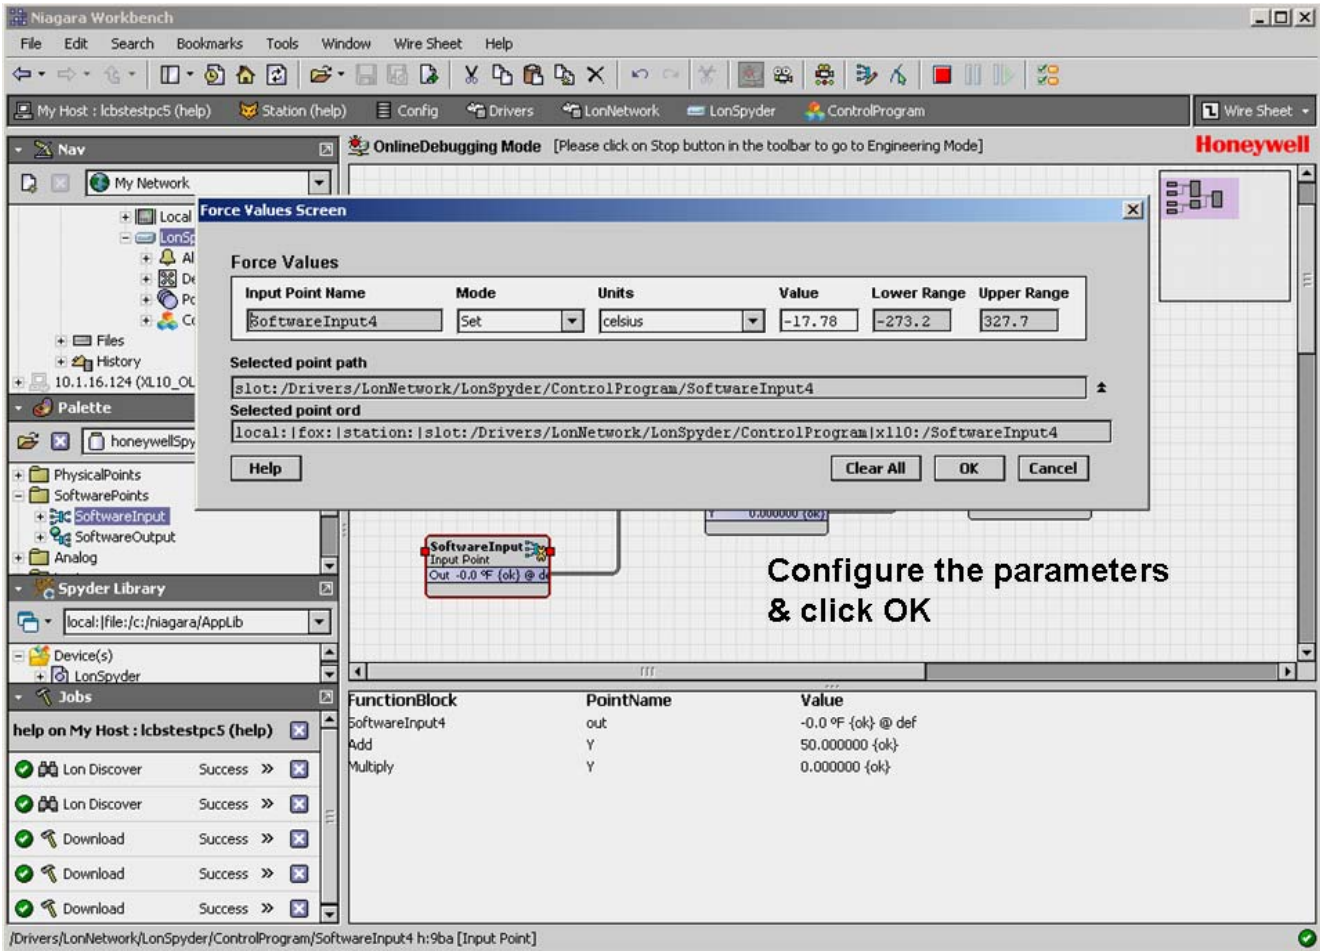 Niagara Workbench
File Edit Search Bookmarks Tools Window Wire Sheet Help
My Host : lcbstestpc5 (help) Station (help) Config Drivers LonNetwork LonSpyder ControlProgram Wire Sheet
Nav
OnlineDebugging Mode [Please click on Stop button in the toolbar to go to Engineering Mode] Honeywell
My Network
Local
LonSp
Al
De
Po
Co
Files
History
10.1.16.124 (XL10_OL
Force Values Screen
Force Values
Input Point Name Mode Units Value Lower Range Upper Range
SoftwareInput4 Set celsius -17.78 -273.2 327.7
Selected point path
slot:/Drivers/LonNetwork/LonSpyder/ControlProgram/SoftwareInput4
Selected point ord
local:|fox:|station:|slot:/Drivers/LonNetwork/LonSpyder/ControlProgram|xl10:/SoftwareInput4
Help Clear All OK Cancel
Palette
honeywellSpy
PhysicalPoints
SoftwarePoints
SoftwareInput
SoftwareOutput
Analog
Y 0.000000 {ok}
SoftwareInput
Input Point
Out -0.0 °F {ok} @ de
Configure the parameters
& click OK
Spyder Library
local:|file:/c:/niagara/AppLib
Device(s)
LonSpyder
Jobs
help on My Host : lcbstestpc5 (help)
Lon Discover Success »
Lon Discover Success »
Download Success »
Download Success »
Download Success »
FunctionBlock PointName Value
SoftwareInput4 out -0.0 °F {ok} @ def
Add Y 50.000000 {ok}
Multiply Y 0.000000 {ok}
/Drivers/LonNetwork/LonSpyder/ControlProgram/SoftwareInput4 h:9ba [Input Point]